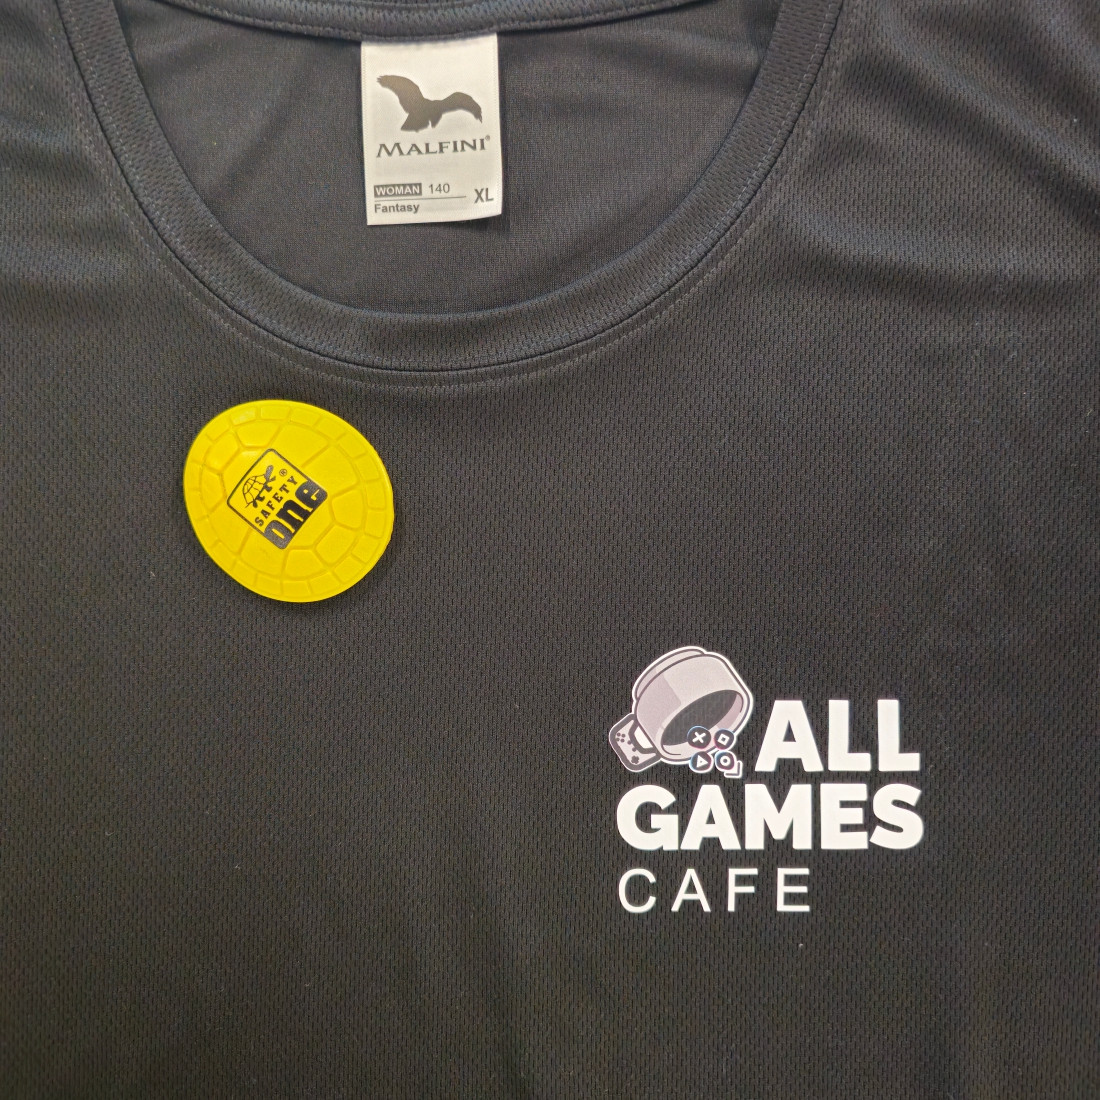 MALFINI®
WOMAN 140
Fantasy
XL
SAFETY®
one
ALL
GAMES
CAFE